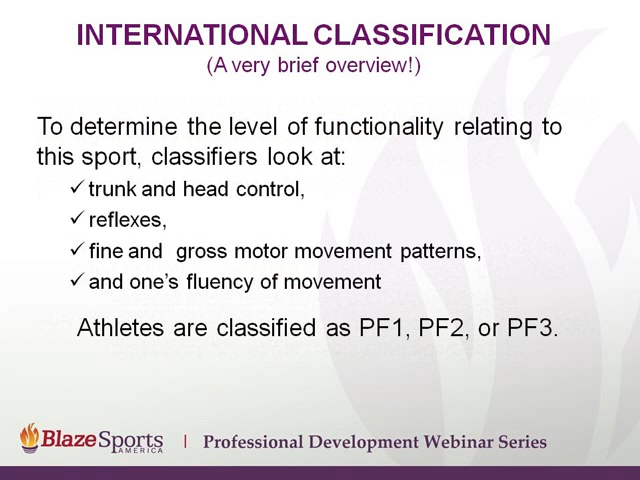 INTERNATIONAL CLASSIFICATION
(A very brief overview!)
To determine the level of functionality relating to
this sport, classifiers look at:
✓ trunk and head control,
✓ reflexes,
✓ fine and  gross motor movement patterns,
✓ and one's fluency of movement
Athletes are classified as PF1, PF2, or PF3.
BlazeSports
AMERICA
| Professional Development Webinar Series